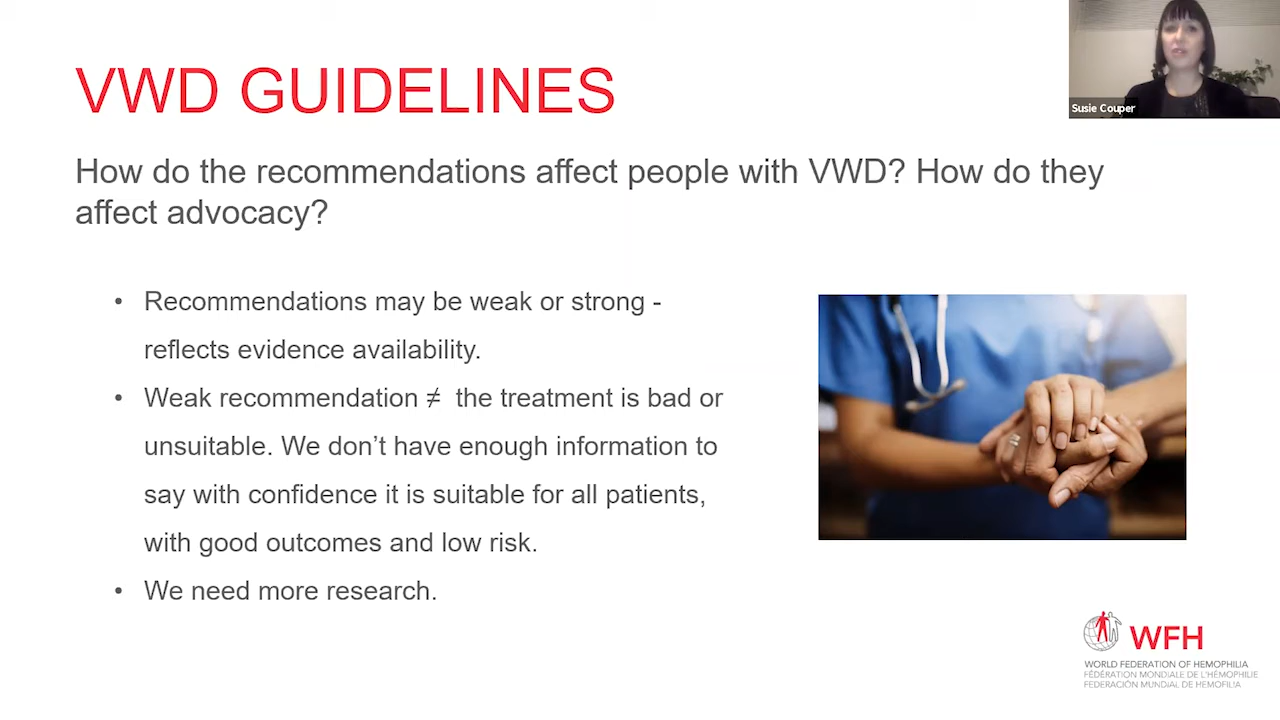 VWD GUIDELINES
Susie Couper
How do the recommendations affect people with VWD? How do they
affect advocacy?
• Recommendations may be weak or strong -
reflects evidence availability.
• Weak recommendation ≠ the treatment is bad or
unsuitable. We don’t have enough information to
say with confidence it is suitable for all patients,
with good outcomes and low risk.
• We need more research.
WFH
WORLD FEDERATION OF HEMOPHILIA
FÉDÉRATION MONDIALE DE L'HÉMOPHILIE
FEDERACIÓN MUNDIAL DE HEMOFILIA